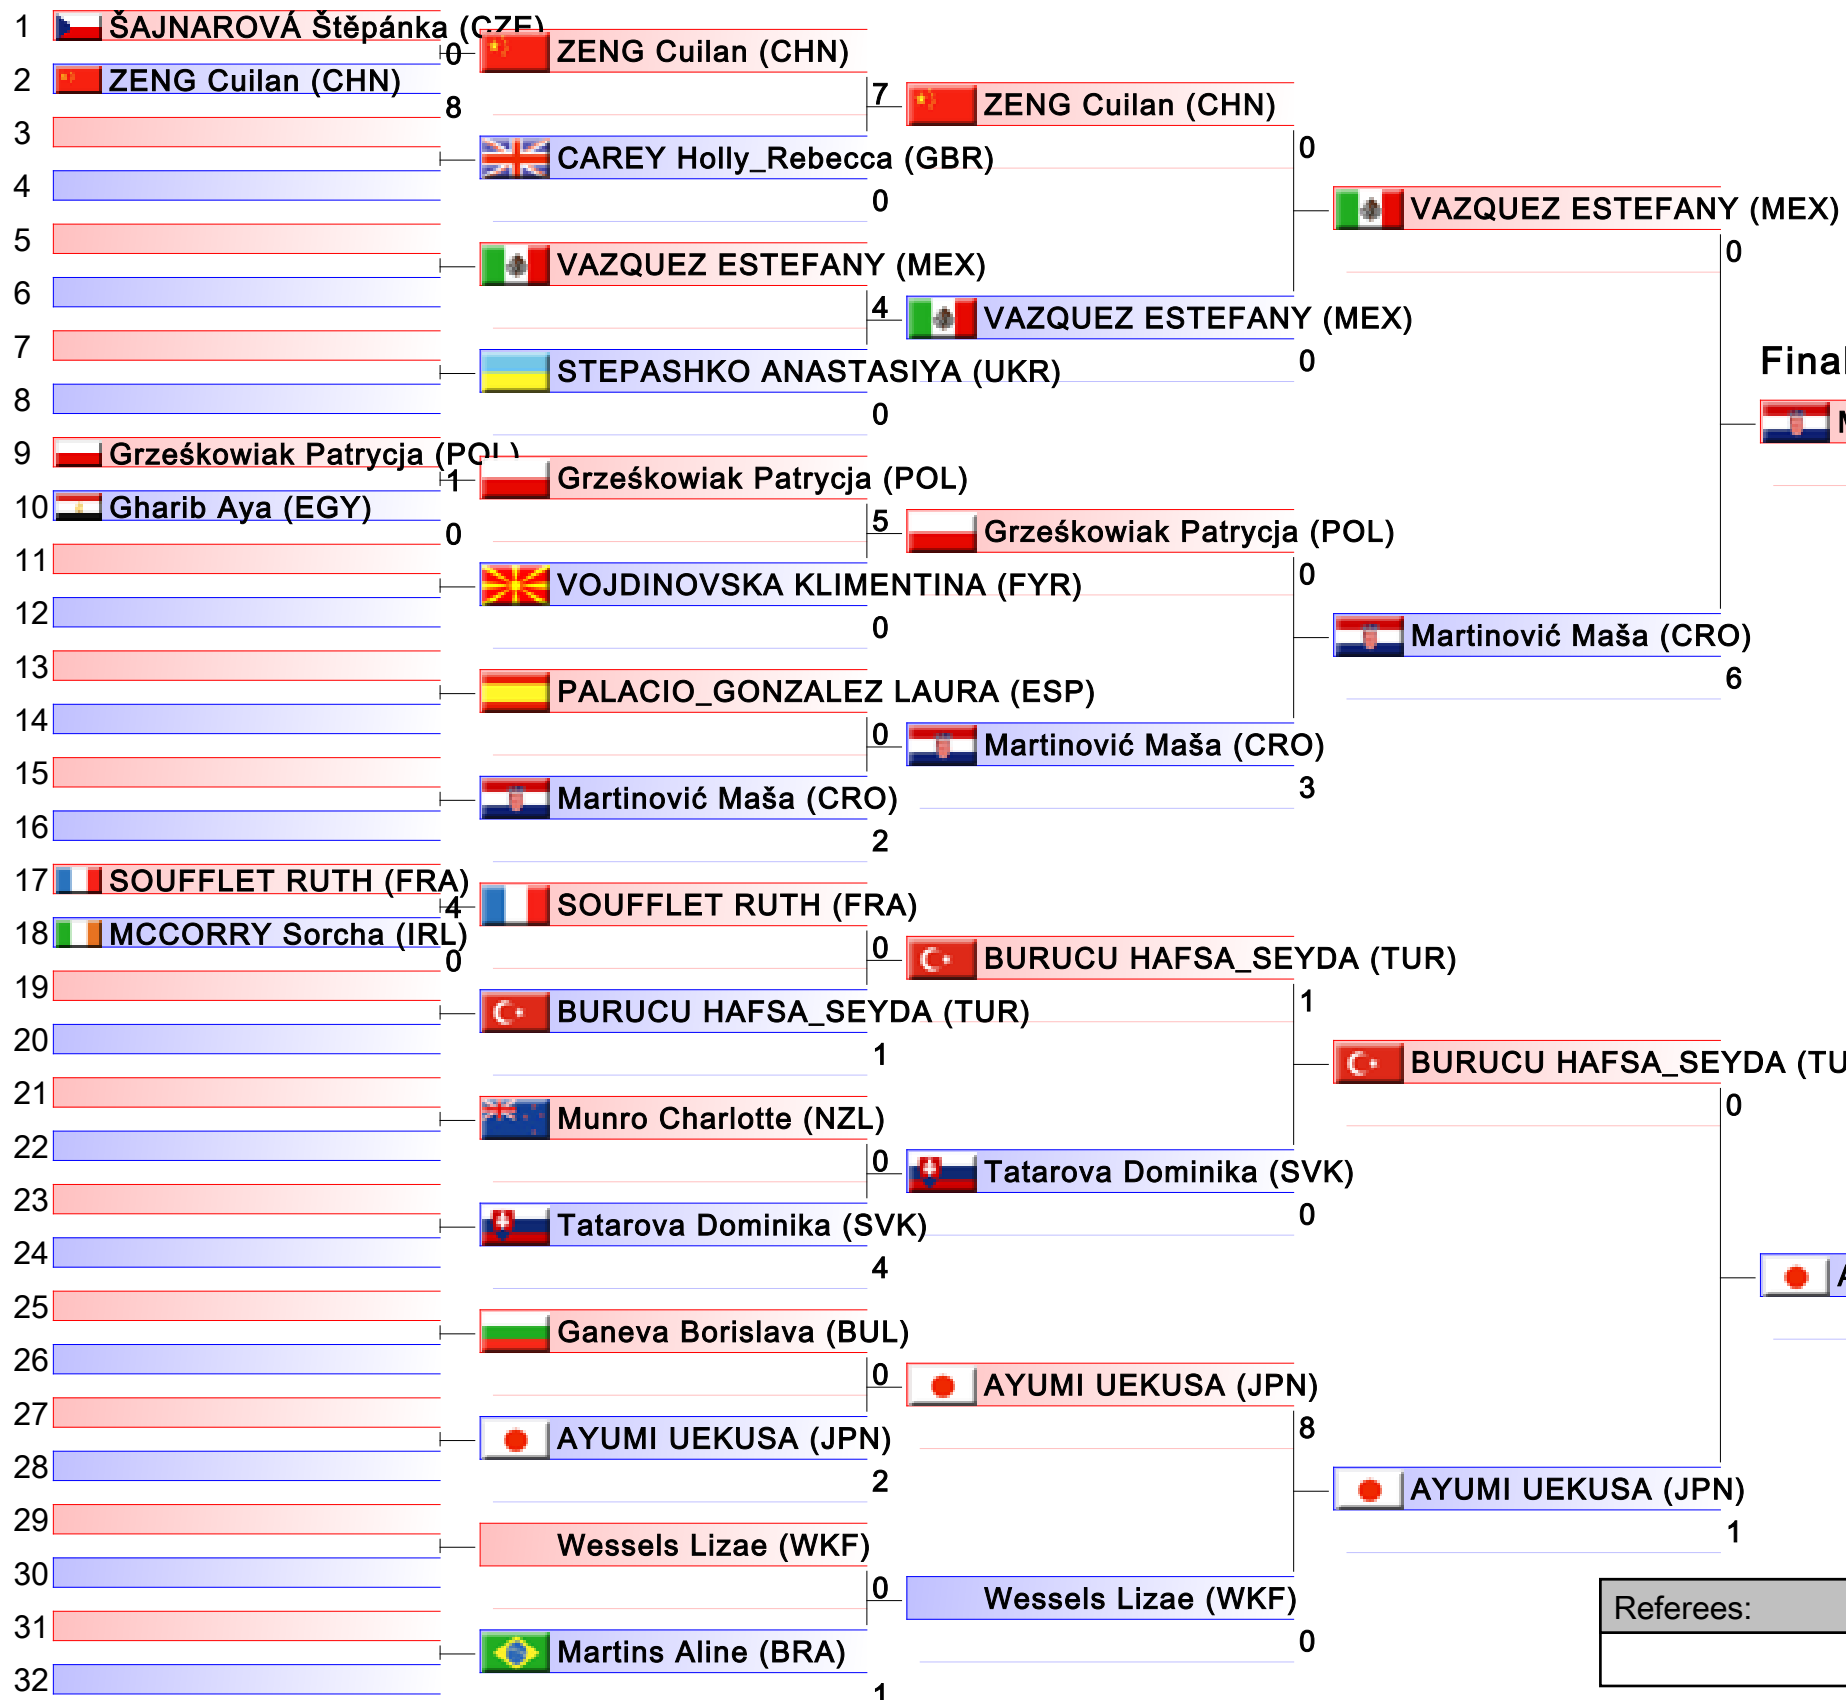 1 ŠAJNAROVÁ Štěpánka (CZE)
0
2 ZENG Cuilan (CHN)
8
3
4
5
6
7
8
9 Grześkowiak Patrycja (POL)
1
10 Gharib Aya (EGY)
0
11
12
13
14
15
16
17 SOUFFLET RUTH (FRA)
4
18 MCCORRY Sorcha (IRL)
0
19
20
21
22
23
24
25
26
27
28
29
30
31
32
ZENG Cuilan (CHN)
7
CAREY Holly_Rebecca (GBR)
0
VAZQUEZ ESTEFANY (MEX)
4
STEPASHKO ANASTASIYA (UKR)
0
Grześkowiak Patrycja (POL)
5
VOJDINOVSKA KLIMENTINA (FYR)
0
PALACIO_GONZALEZ LAURA (ESP)
0
Martinović Maša (CRO)
2
SOUFFLET RUTH (FRA)
0
BURUCU HAFSA_SEYDA (TUR)
1
Munro Charlotte (NZL)
0
Tatarova Dominika (SVK)
4
Ganeva Borislava (BUL)
0
AYUMI UEKUSA (JPN)
2
Wessels Lizae (WKF)
0
Martins Aline (BRA)
1
ZENG Cuilan (CHN)
0
VAZQUEZ ESTEFANY (MEX)
0
Grześkowiak Patrycja (POL)
0
Martinović Maša (CRO)
3
BURUCU HAFSA_SEYDA (TUR)
1
Tatarova Dominika (SVK)
0
AYUMI UEKUSA (JPN)
8
Wessels Lizae (WKF)
0
VAZQUEZ ESTEFANY (MEX)
0
Martinović Maša (CRO)
6
BURUCU HAFSA_SEYDA (TU
0
AYUMI UEKUSA (JPN)
1
Final
Referees: